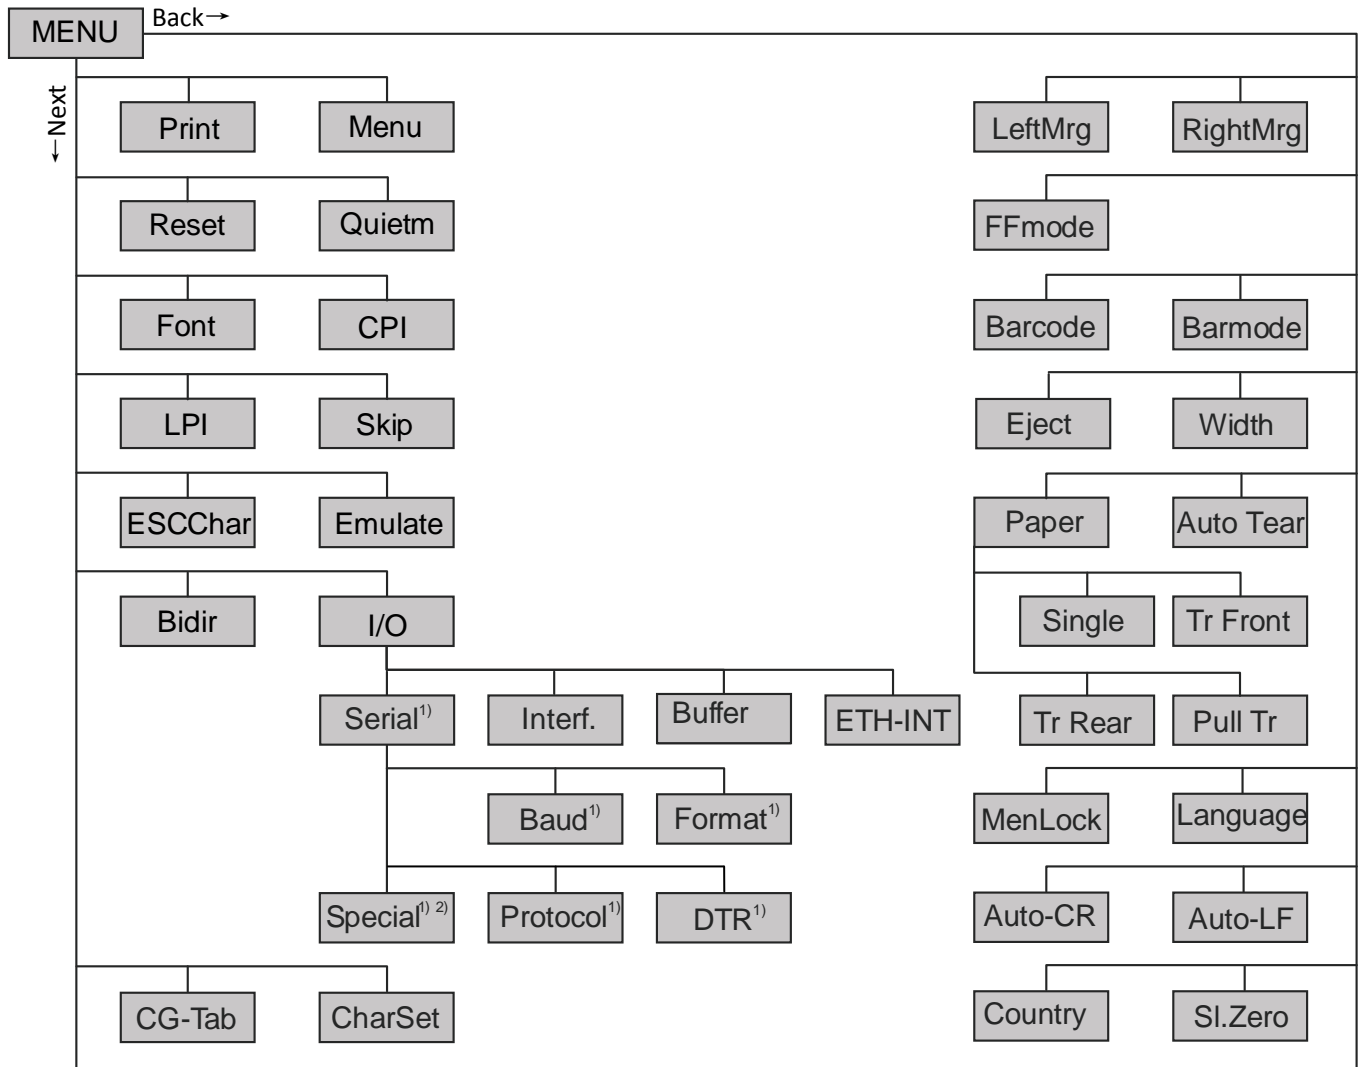 MENU
Back→
←Next
Print
Menu
Reset
Quietm
Font
CPI
LPI
Skip
ESCChar
Emulate
Bidir
I/O
Serial1)
Interf.
Buffer
ETH-INT
Baud1)
Format1)
Special1) 2)
Protocol1)
DTR1)
CG-Tab
CharSet
LeftMrg
RightMrg
FFmode
Barcode
Barmode
Eject
Width
Paper
Auto Tear
Single
Tr Front
Tr Rear
Pull Tr
MenLock
Language
Auto-CR
Auto-LF
Country
Sl.Zero